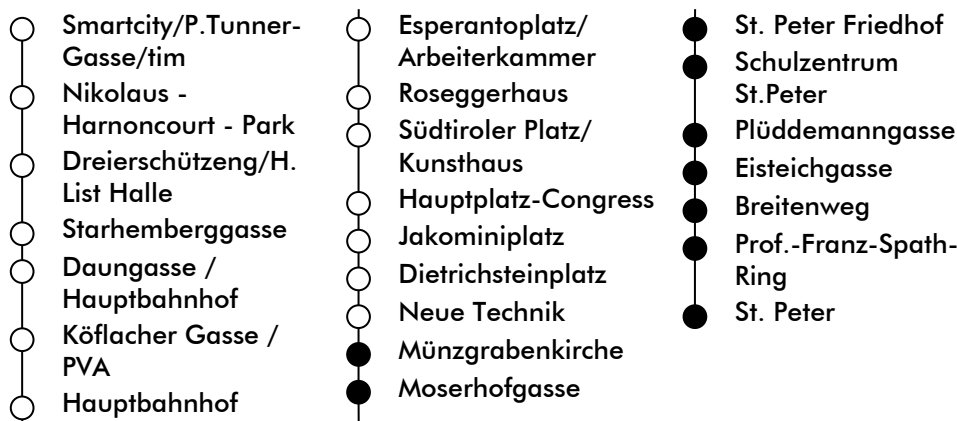 Smartcity/P.Tunner-
Gasse/tim
Nikolaus -
Harnoncourt - Park
Dreierschützeng/H.
List Halle
Starhemberggasse
Daungasse /
Hauptbahnhof
Köflacher Gasse /
PVA
Hauptbahnhof
Esperantoplatz/
Arbeiterkammer
Roseggerhaus
Südtiroler Platz/
Kunsthaus
Hauptplatz-Congress
Jakominiplatz
Dietrichsteinplatz
Neue Technik
Münzgrabenkirche
Moserhofgasse
St. Peter Friedhof
Schulzentrum
St.Peter
Plüddemanngasse
Eisteichgasse
Breitenweg
Prof.-Franz-Spath-
Ring
St. Peter